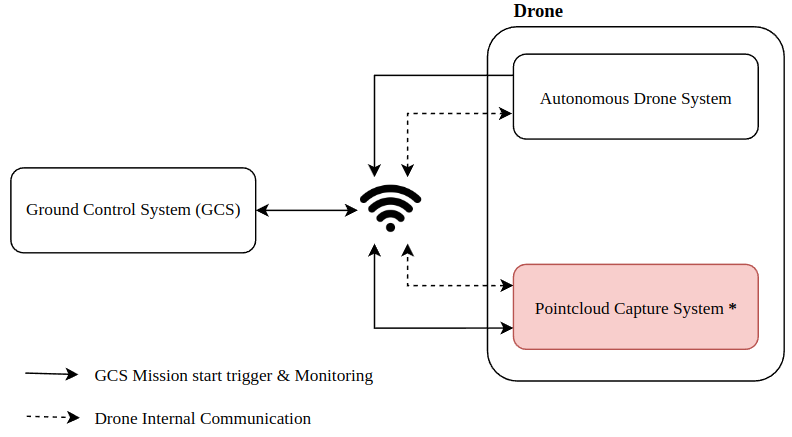 Drone
Autonomous Drone System
Ground Control System (GCS)
Pointcloud Capture System *
GCS Mission start trigger & Monitoring
Drone Internal Communication